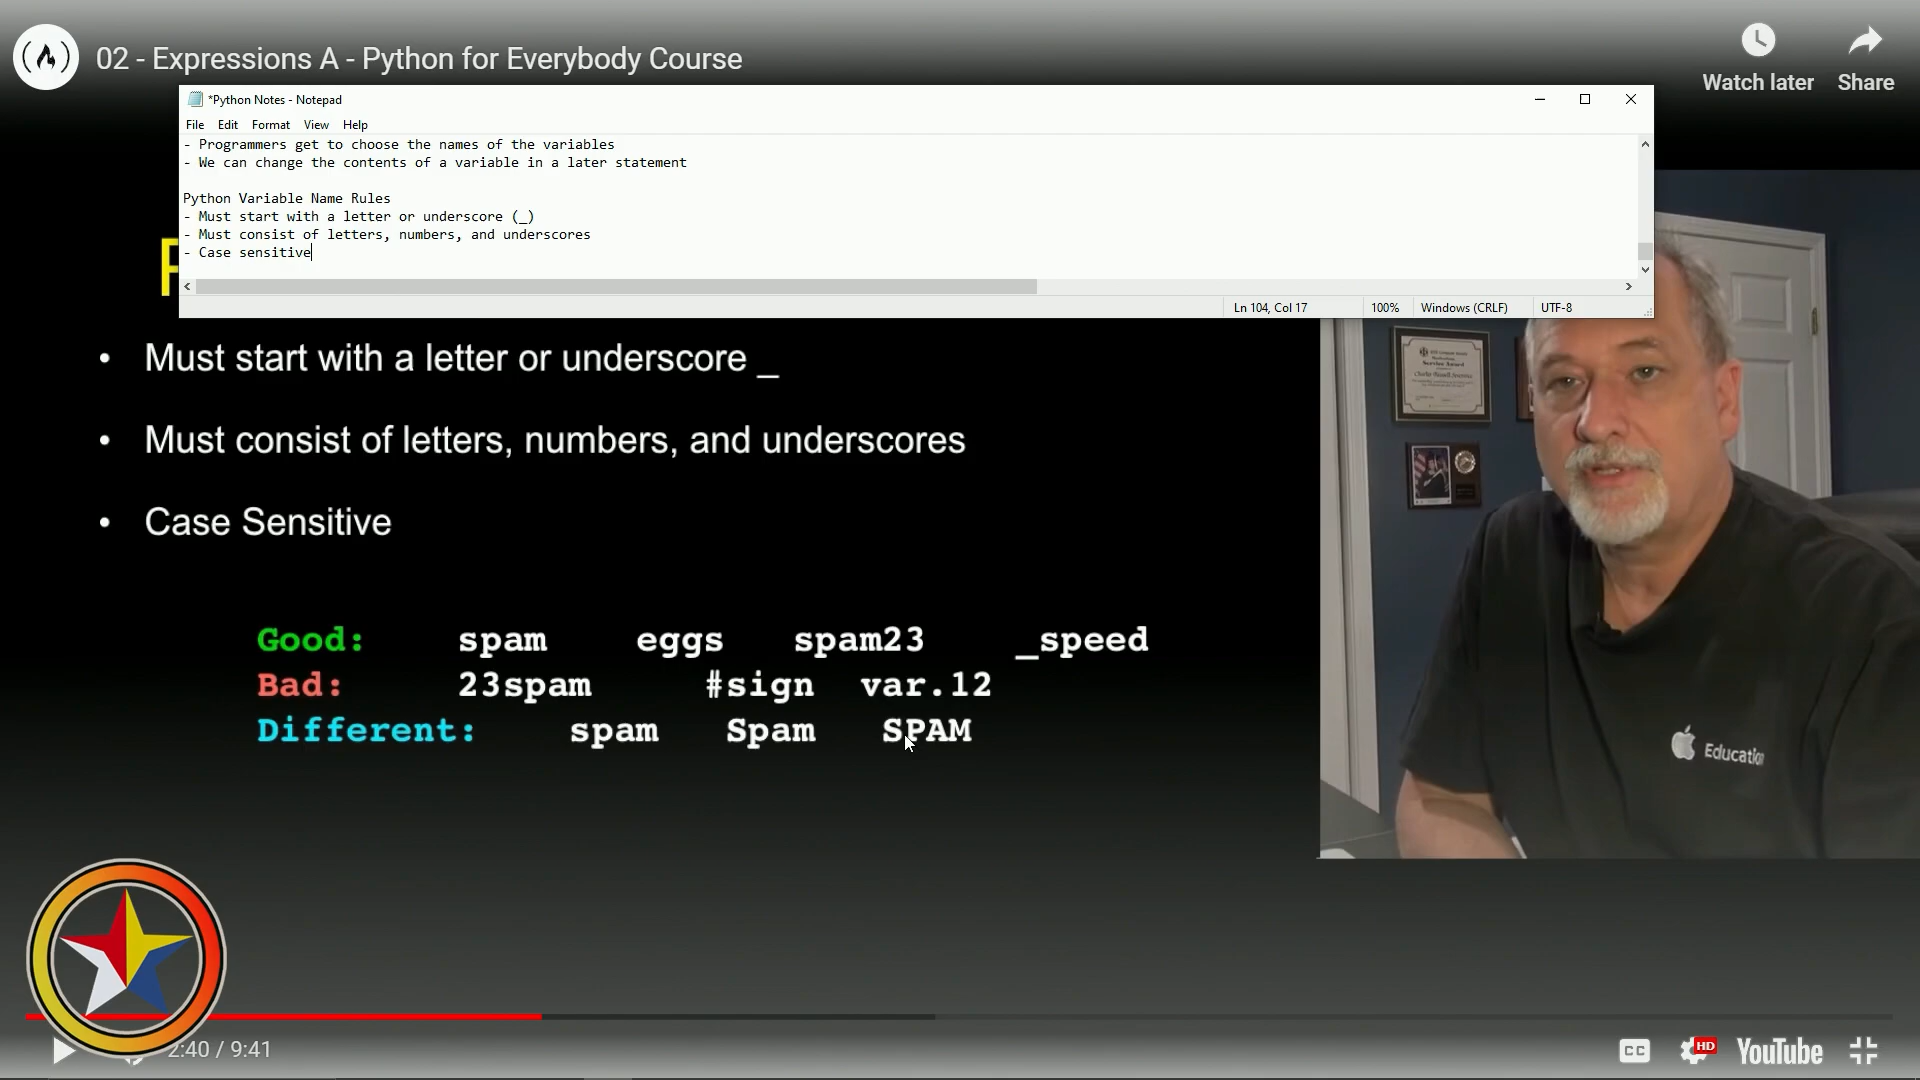 02 - Expressions A - Python for Everybody Course
Watch later
Share
*Python Notes - Notepad
File Edit Format View Help
- Programmers get to choose the names of the variables
- We can change the contents of a variable in a later statement
Python Variable Name Rules
- Must start with a letter or underscore (_)
- Must consist of letters, numbers, and underscores
- Case sensitive
Ln 104, Col 17
100%
Windows (CRLF)
UTF-8
• Must start with a letter or underscore _
• Must consist of letters, numbers, and underscores
• Case Sensitive
Good: spam eggs spam23 _speed
Bad: 23spam #sign var.12
Different: spam Spam SPAM
Education
2:40 / 9:41
CC
HD
YouTube